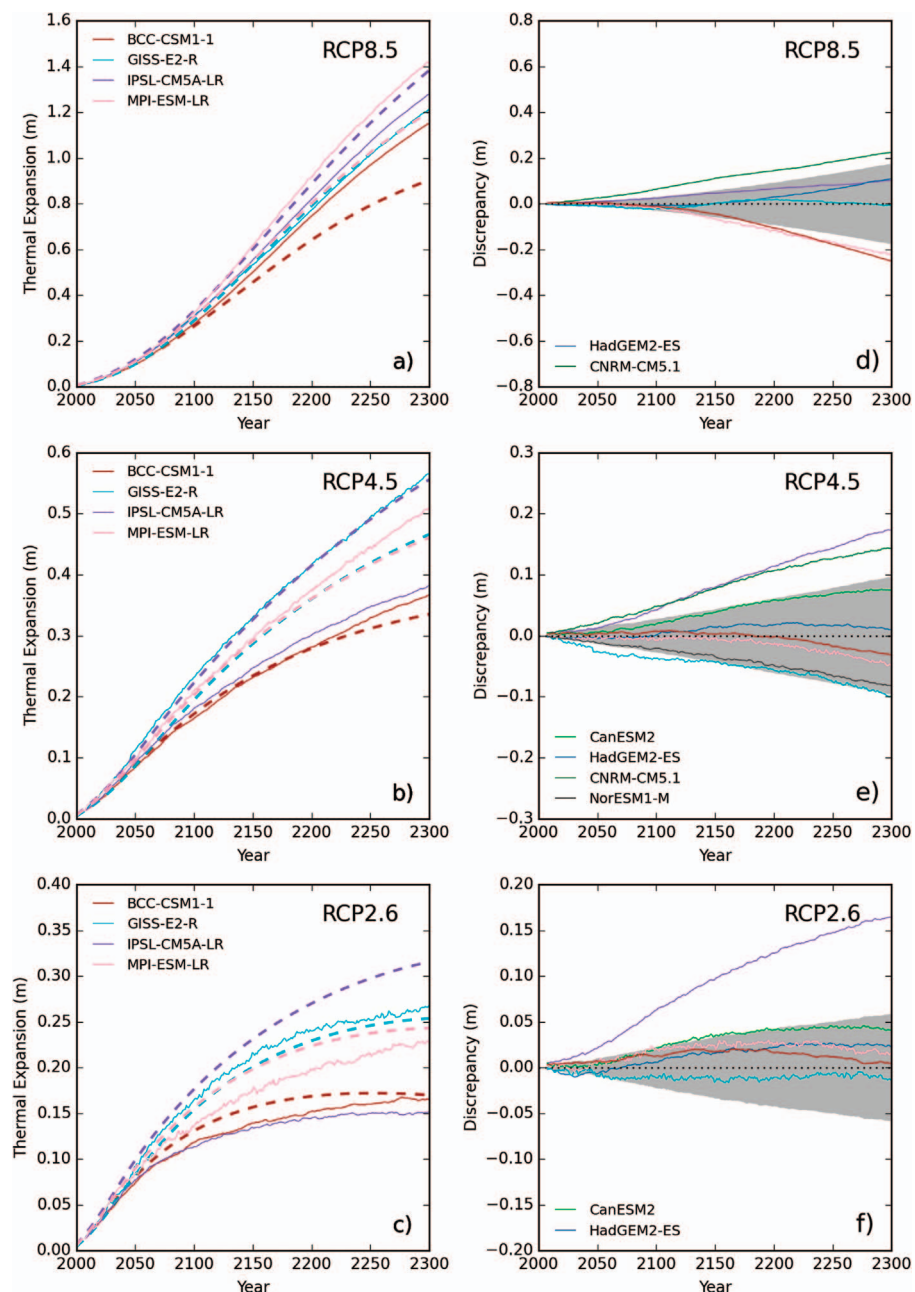 1.6
1.4
1.2
1.0
0.8
0.6
0.4
0.2
0.0
Thermal Expansion (m)
BCC-CSM1-1
GISS-E2-R
IPSL-CM5A-LR
MPI-ESM-LR
RCP8.5
a)
2000 2050 2100 2150 2200 2250 2300
Year
0.8
0.6
0.4
0.2
0.0
−0.2
−0.4
−0.6
−0.8
Discrepancy (m)
RCP8.5
HadGEM2-ES
CNRM-CM5.1
d)
2000 2050 2100 2150 2200 2250 2300
Year
0.6
0.5
0.4
0.3
0.2
0.1
0.0
Thermal Expansion (m)
BCC-CSM1-1
GISS-E2-R
IPSL-CM5A-LR
MPI-ESM-LR
RCP4.5
b)
2000 2050 2100 2150 2200 2250 2300
Year
0.3
0.2
0.1
0.0
−0.1
−0.2
−0.3
Discrepancy (m)
RCP4.5
CanESM2
HadGEM2-ES
CNRM-CM5.1
NorESM1-M
e)
2000 2050 2100 2150 2200 2250 2300
Year
0.40
0.35
0.30
0.25
0.20
0.15
0.10
0.05
0.00
Thermal Expansion (m)
BCC-CSM1-1
GISS-E2-R
IPSL-CM5A-LR
MPI-ESM-LR
RCP2.6
c)
2000 2050 2100 2150 2200 2250 2300
Year
0.20
0.15
0.10
0.05
0.00
−0.05
−0.10
−0.15
−0.20
Discrepancy (m)
RCP2.6
CanESM2
HadGEM2-ES
f)
2000 2050 2100 2150 2200 2250 2300
Year